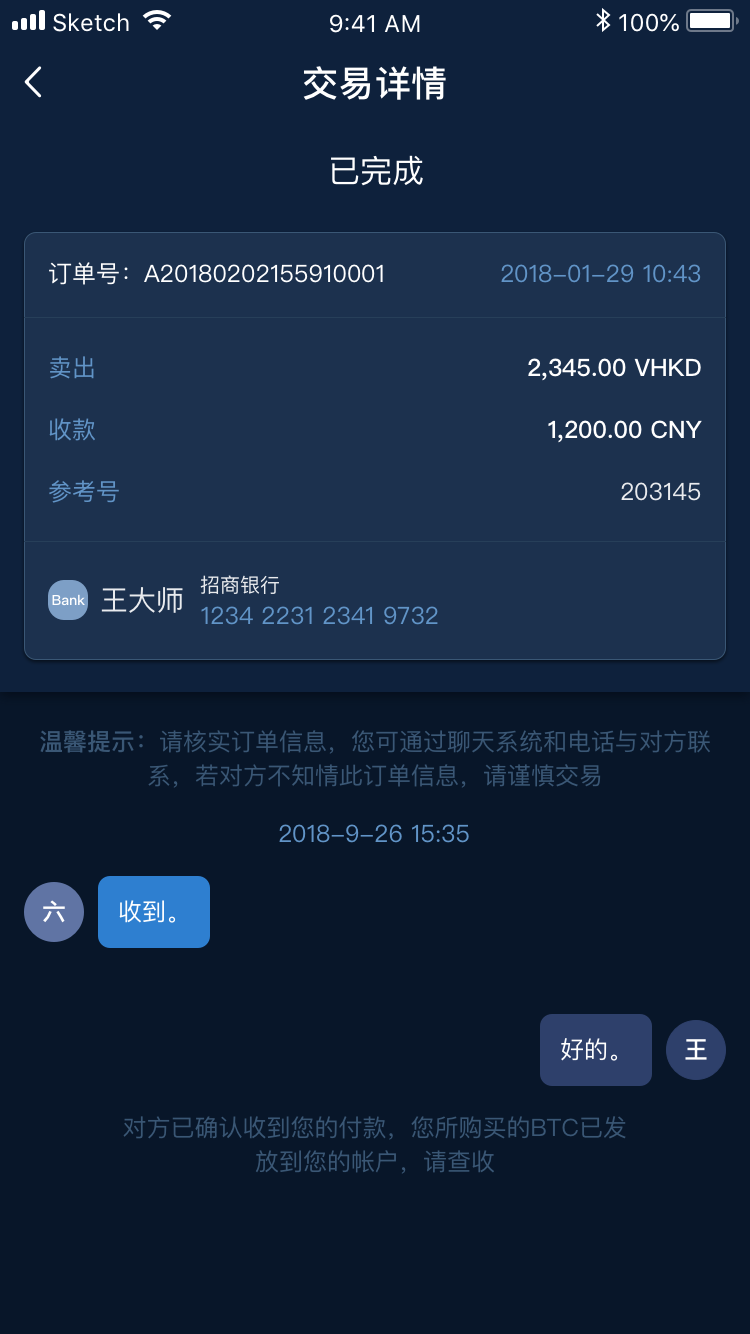 Sketch 9:41 AM 100%
交易详情
已完成
订单号：A20180202155910001 2018-01-29 10:43
卖出 2,345.00 VHKD
收款 1,200.00 CNY
参考号 203145
Bank 王大师 招商银行
1234 2231 2341 9732
温馨提示：请核实订单信息，您可通过聊天系统和电话与对方联
系，若对方不知情此订单信息，请谨慎交易
2018-9-26 15:35
六 收到。
好的。 王
对方已确认收到您的付款，您所购买的BTC已发
放到您的帐户，请查收